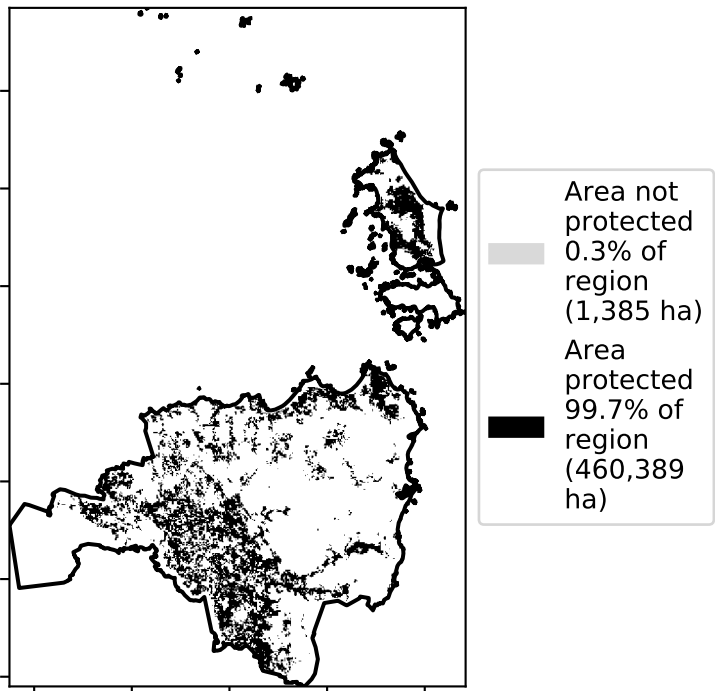 Area not
protected
0.3% of
region
(1,385 ha)
Area
protected
99.7% of
region
(460,389
ha)